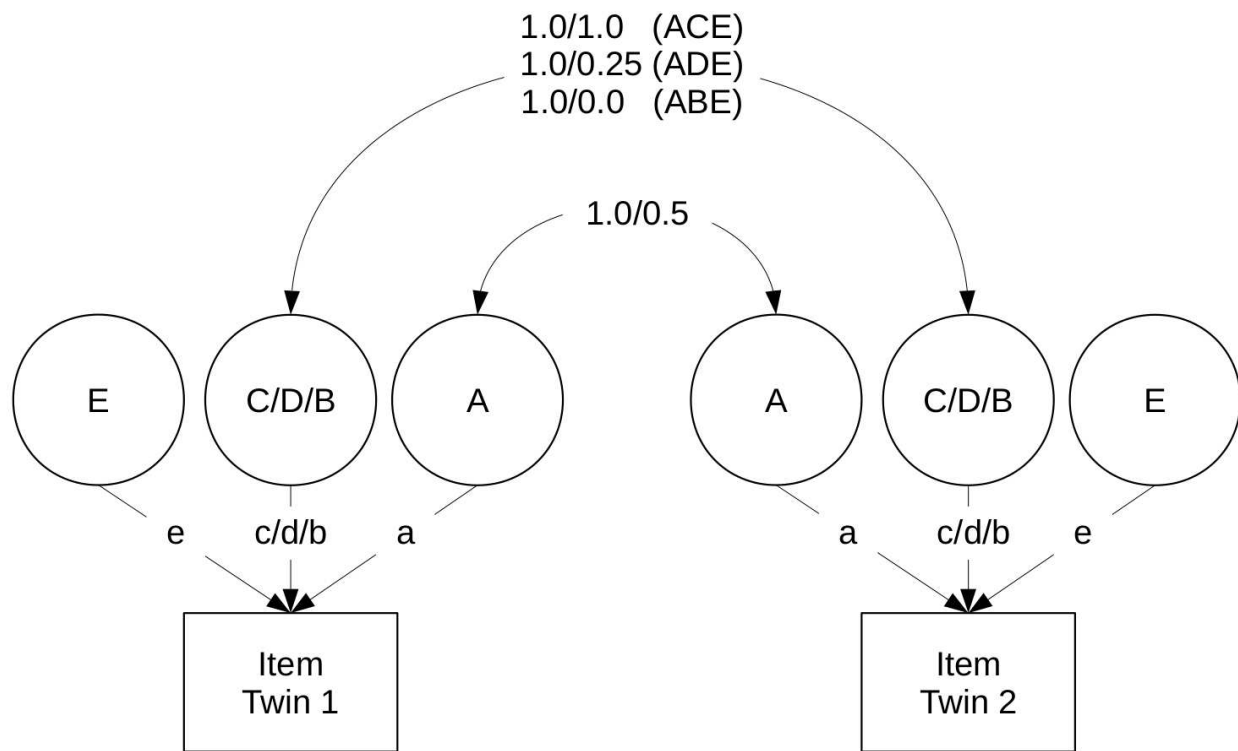 1.0/1.0 (ACE)
1.0/0.25 (ADE)
1.0/0.0 (ABE)
1.0/0.5
E
C/D/B
A
A
C/D/B
E
e
c/d/b
a
a
c/d/b
e
Item
Twin 1
Item
Twin 2